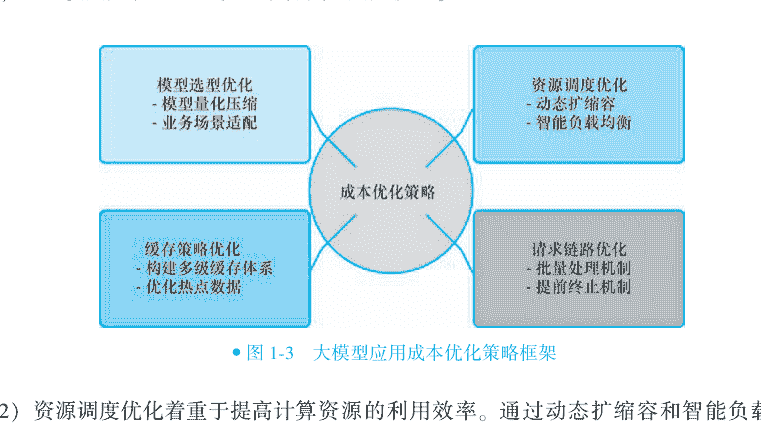 模型选型优化
- 模型量化压缩
- 业务场景适配
资源调度优化
- 动态扩缩容
- 智能负载均衡
成本优化策略
缓存策略优化
- 构建多级缓存体系
- 优化热点数据
请求链路优化
- 批量处理机制
- 提前终止机制
• 图 1-3 大模型应用成本优化策略框架
2）资源调度优化着重于提高计算资源的利用效率。通过动态扩缩容和智能负载